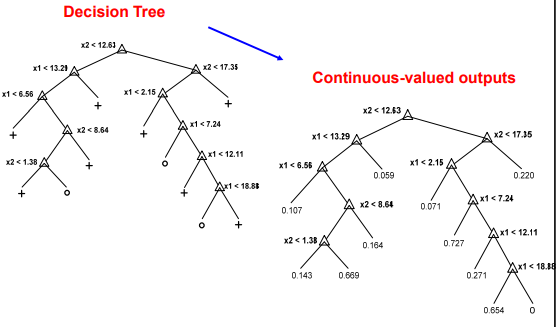 Decision Tree
x2 < 12.63
x1 < 13.29
x2 < 17.35
x1 < 6.56
+
x1 < 2.15
+
+
x2 < 8.64
+
x1 < 7.24
x2 < 1.38
+
o
x1 < 12.11
+
o
+
x1 < 18.88
o
+
Continuous-valued outputs
x2 < 12.63
x1 < 13.29
x2 < 17.35
x1 < 6.56
0.059
x1 < 2.15
0.220
0.107
x2 < 8.64
0.071
x1 < 7.24
x2 < 1.38
0.164
0.727
x1 < 12.11
0.143
0.669
0.271
x1 < 18.88
0.654
0